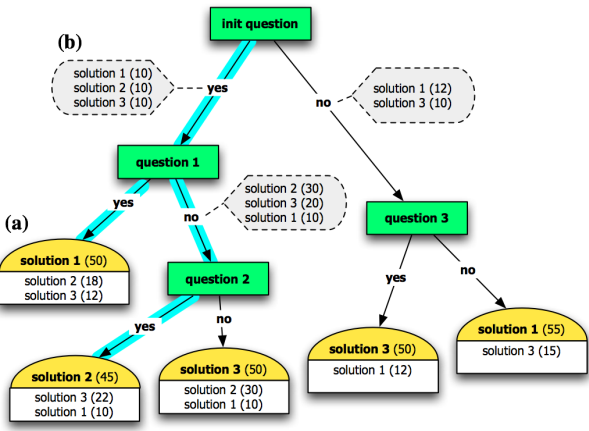 init question
(b)
solution 1 (10)
solution 2 (10)
solution 3 (10)
yes
no
solution 1 (12)
solution 3 (10)
question 1
yes
no
solution 2 (30)
solution 3 (20)
solution 1 (10)
question 3
(a)
solution 1 (50)
solution 2 (18)
solution 3 (12)
question 2
yes
no
yes
no
solution 2 (45)
solution 3 (22)
solution 1 (10)
solution 3 (50)
solution 2 (30)
solution 1 (10)
solution 3 (50)
solution 1 (12)
solution 1 (55)
solution 3 (15)